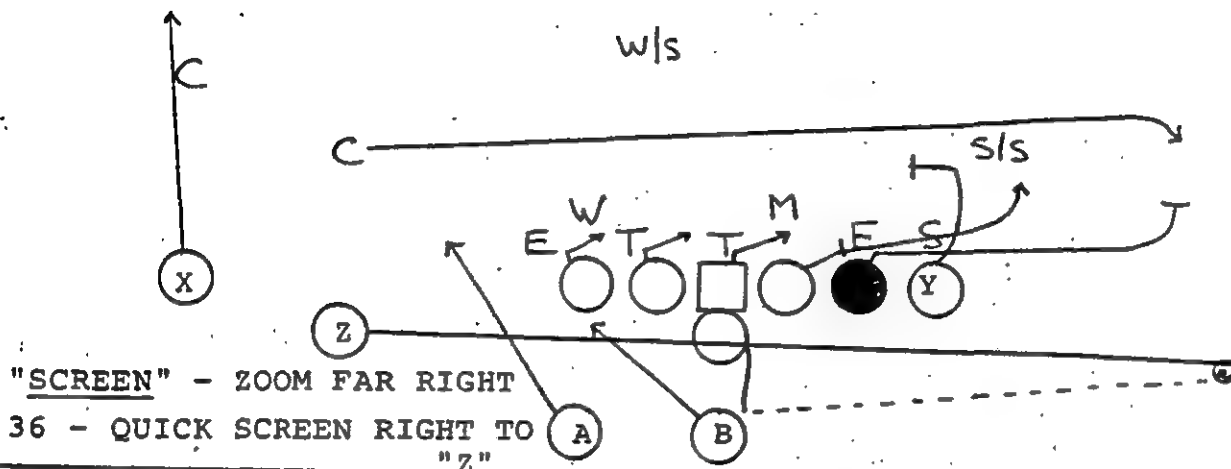 W/S
C
C
S/S
W M
E T T E S
X
Y
Z
"SCREEN" - ZOOM FAR RIGHT
36 - QUICK SCREEN RIGHT TO
"Z"
A B